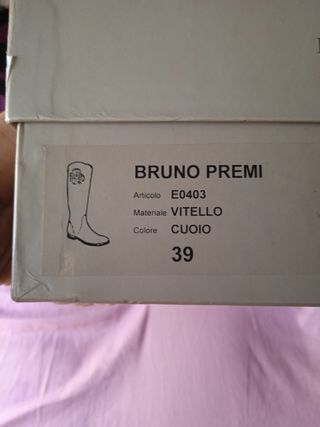 BRUNO PREMI
Articolo E0403
Materiale VITELLO
Colore CUOIO
39